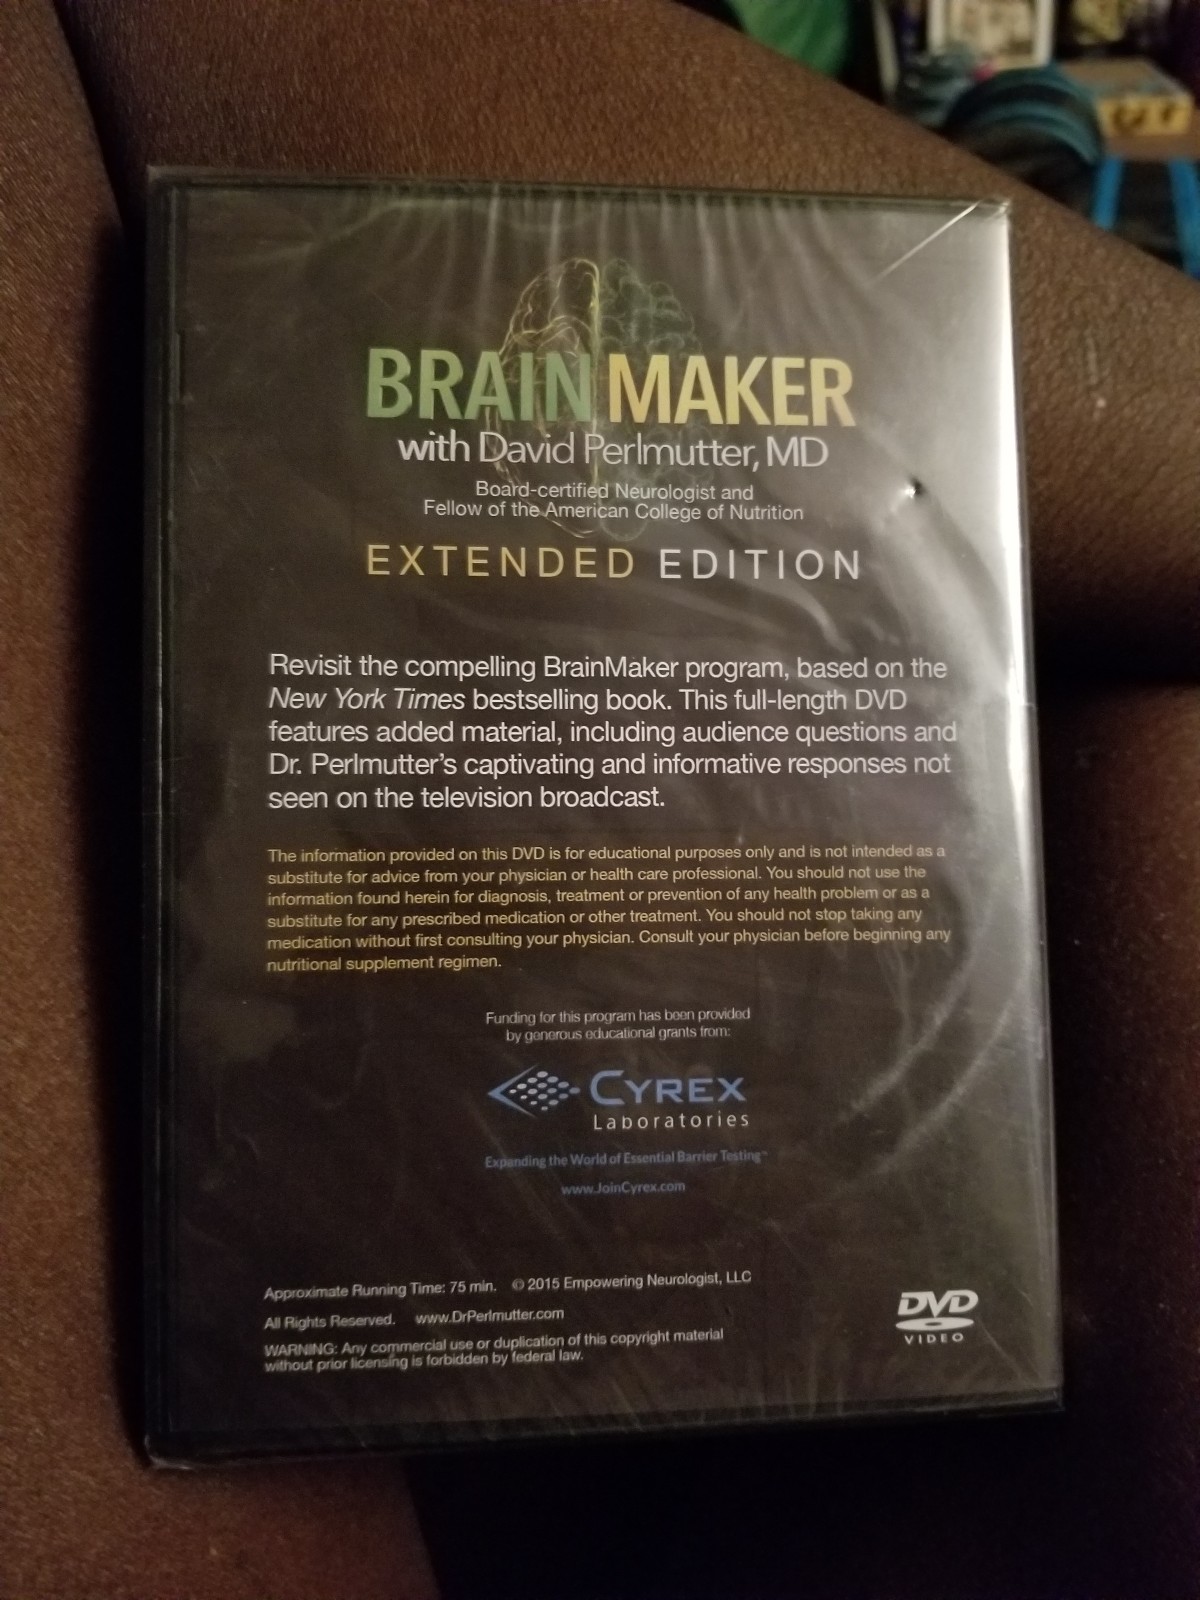 BRAINMAKER
with David Perlmutter, MD
Board-certified Neurologist and
Fellow of the American College of Nutrition
EXTENDED EDITION
Revisit the compelling BrainMaker program, based on the
New York Times bestselling book. This full-length DVD
features added material, including audience questions and
Dr. Perlmutter's captivating and informative responses not
seen on the television broadcast.
The information provided on this DVD is for educational purposes only and is not intended as a
substitute for advice from your physician or health care professional. You should not use the
information found herein for diagnosis, treatment or prevention of any health problem or as a
substitute for any prescribed medication or other treatment. You should not stop taking any
medication without first consulting your physician. Consult your physician before beginning any
nutritional supplement regimen.
Funding for this program has been provided
by generous educational grants from:
CYREX
Laboratories
Expanding the World of Essential Barrier Testing™
www.JoinCyrex.com
Approximate Running Time: 75 min. © 2015 Empowering Neurologist, LLC
All Rights Reserved. www.DrPerlmutter.com
WARNING: Any commercial use or duplication of this copyright material
without prior licensing is forbidden by federal law.
DVD
VIDEO